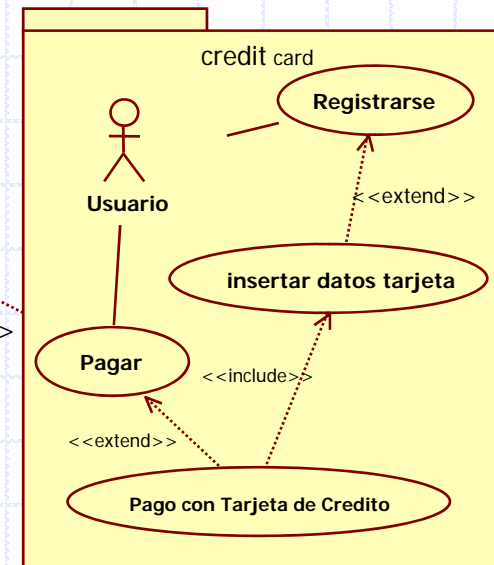 credit card
Registrarse
Usuario
<<extend>>
insertar datos tarjeta
>
Pagar
<<include>>
<<extend>>
Pago con Tarjeta de Credito